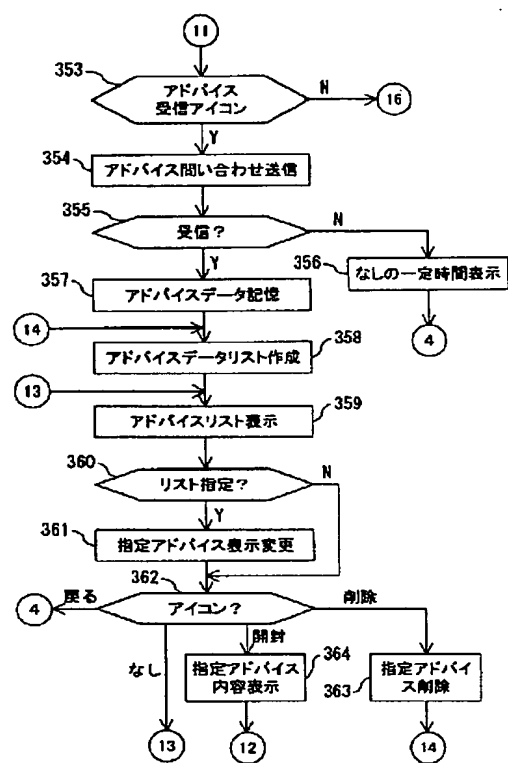 11
353
アドバイス
受信アイコン
N
16
Y
354
アドバイス問い合わせ送信
355
受信？
N
Y
356
なしの一定時間表示
4
357
アドバイスデータ記憶
14
358
アドバイスデータリスト作成
13
359
アドバイスリスト表示
360
リスト指定？
N
Y
361
指定アドバイス表示変更
362
4
戻る
アイコン？
削除
開封
なし
指定アドバイス
内容表示
364
指定アドバイ
ス削除
363
13
12
14